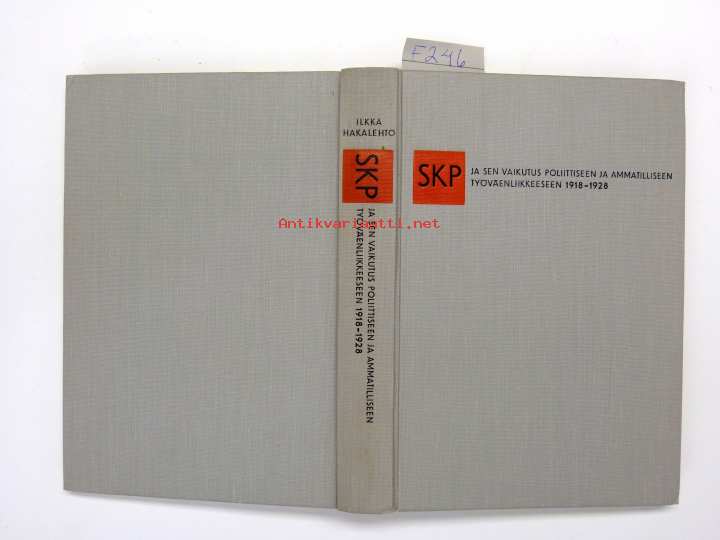 F246
ILKKA
HAKALEHTO
SKP
JA SEN VAIKUTUS POLIITTISEEN JA AMMATILLISEEN
TYÖVÄENLIIKKEESEEN 1918–1928
SKP
JA SEN VAIKUTUS POLIITTISEEN JA AMMATILLISEEN
TYÖVÄENLIIKKEESEEN 1918–1928
Antikvariaatti.net